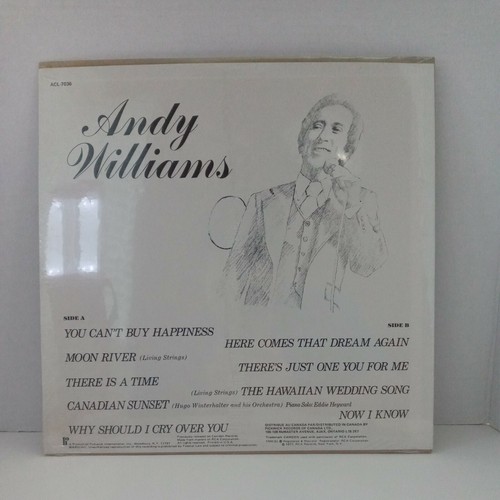 Andy
Williams
SIDE A
YOU CAN'T BUY HAPPINESS
MOON RIVER (Living Strings)
THERE IS A TIME
CANADIAN SUNSET (Hugo Winterhalter and his Orchestra) Piano Solo: Eddie Heywood
WHY SHOULD I CRY OVER YOU
SIDE B
HERE COMES THAT DREAM AGAIN
THERE'S JUST ONE YOU FOR ME
(Living Strings) THE HAWAIIAN WEDDING SONG
NOW I KNOW